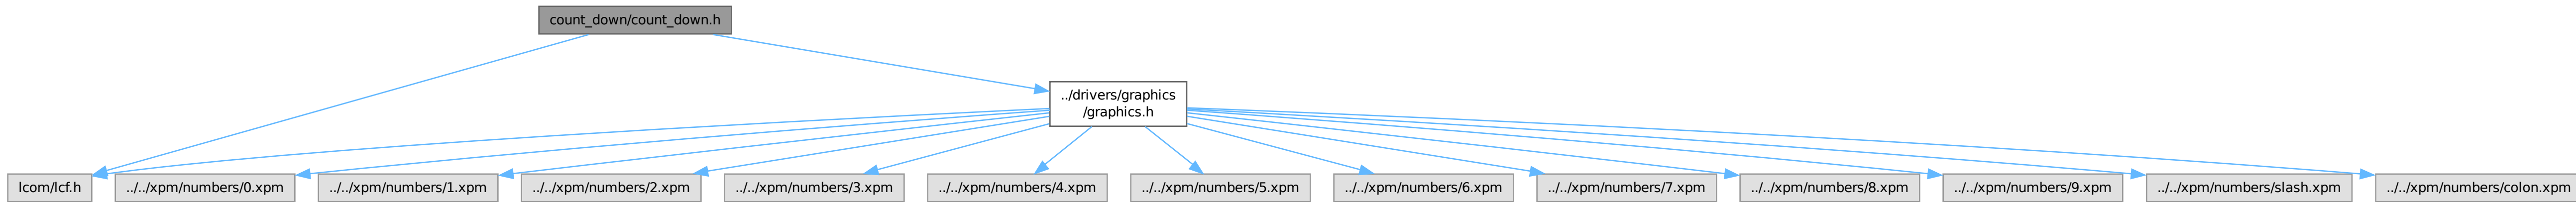 count_down/count_down.h
../drivers/graphics
/graphics.h
lcom/lcf.h
../../xpm/numbers/0.xpm
../../xpm/numbers/1.xpm
../../xpm/numbers/2.xpm
../../xpm/numbers/3.xpm
../../xpm/numbers/4.xpm
../../xpm/numbers/5.xpm
../../xpm/numbers/6.xpm
../../xpm/numbers/7.xpm
../../xpm/numbers/8.xpm
../../xpm/numbers/9.xpm
../../xpm/numbers/slash.xpm
../../xpm/numbers/colon.xpm